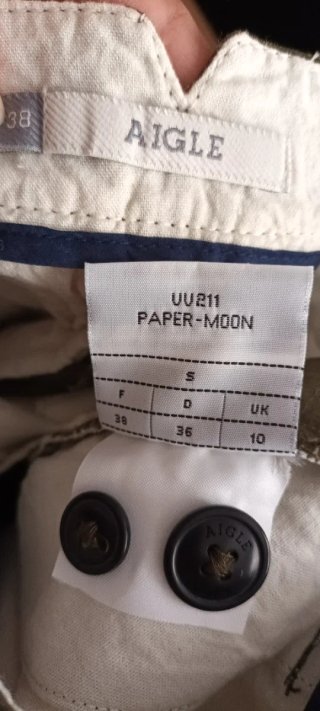 38
AIGLE
UU211
PAPER-MOON
S
F D UK
38 36 10
AIGLE